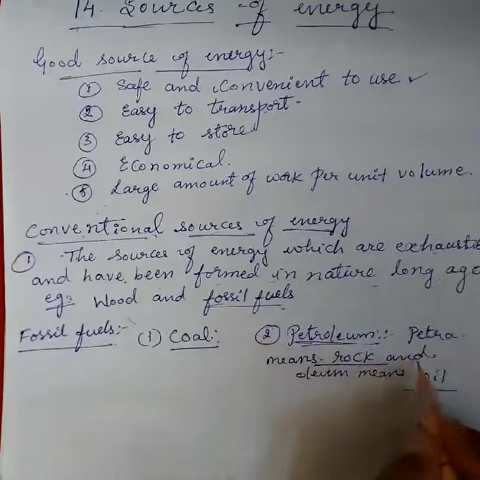 14. Sources of energy
Good source of energy:-
① Safe and convenient to use ✓
② Easy to transport.
③ Easy to store
④ Economical.
⑤ Large amount of work per unit volume.
Conventional sources of energy
① The sources of energy which are
and have been formed in nature long ago
eg:- Wood and fossil fuels
Fossil fuels:- (1) Coal:
② Petroleum:- Petra
means rock and
oleum means oil